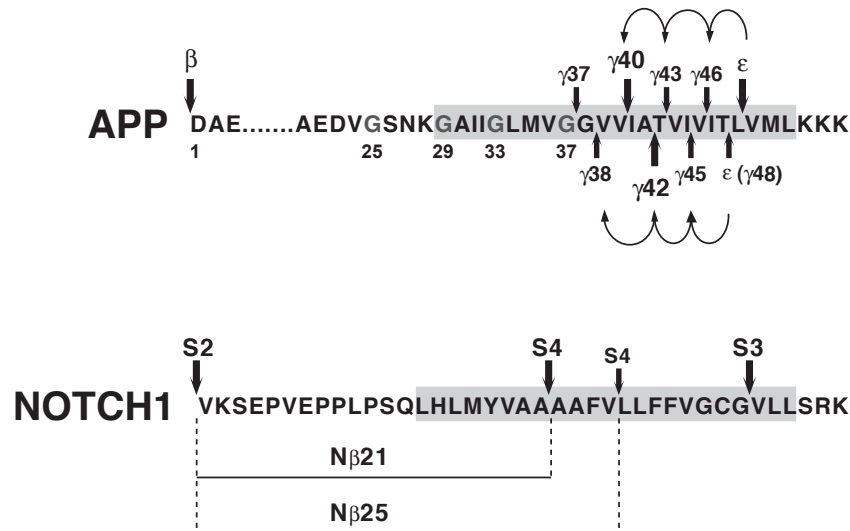 β γ37 γ40 γ43 γ46 ε
APP DAE.......AEDVGSNKGAIIGLMVGGVVIATVIVITLVMLKKK
1 25 29 33 37 γ38 γ42 γ45 ε (γ48)
S2 S4 S4 S3
NOTCH1 VKSEPVEPPLPSQLHLMYVAAAAFVLLFFVGCGVLLSRK
Nβ21
Nβ25